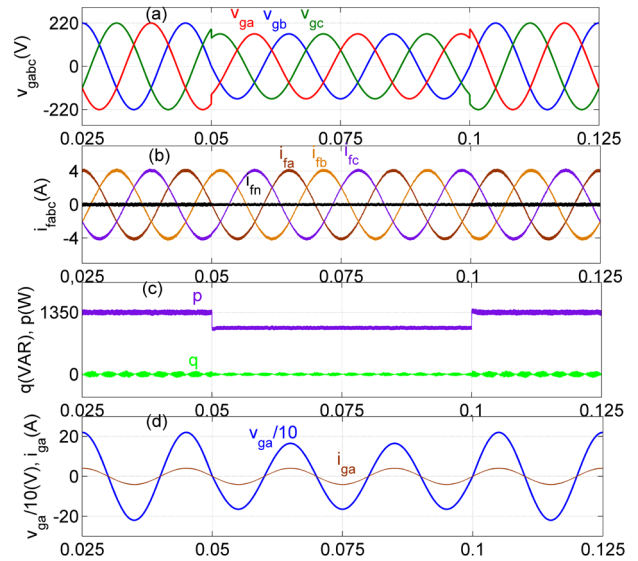 (a)
v_ga v_gb v_gc
v_gabc(V)
220
0
-220
0.025 0.05 0.075 0.1 0.125
(b)
i_fa i_fb i_fc
i_fn
i_fabc(A)
4
0
-4
0.025 0.05 0.075 0.1 0.125
(c)
p
q
q(VAR), p(W)
1350
0
0.025 0.05 0.075 0.1 0.125
(d)
v_ga/10
i_ga
v_ga/10(V), i_ga(A)
20
0
-20
0.025 0.05 0.075 0.1 0.125